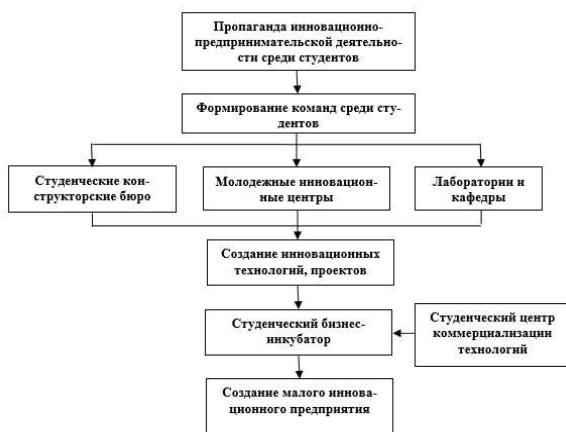 Пропаганда инновационно-
предпринимательской деятельно-
сти среди студентов
Формирование команд среди сту-
дентов
Студенческие кон-
структорские бюро
Молодежные инновацион-
ные центры
Лаборатории и
кафедры
Создание инновационных
технологий, проектов
Студенческий бизнес-
инкубатор
Студенческий центр
коммерциализации
технологий
Создание малого иннова-
ационного предприятия